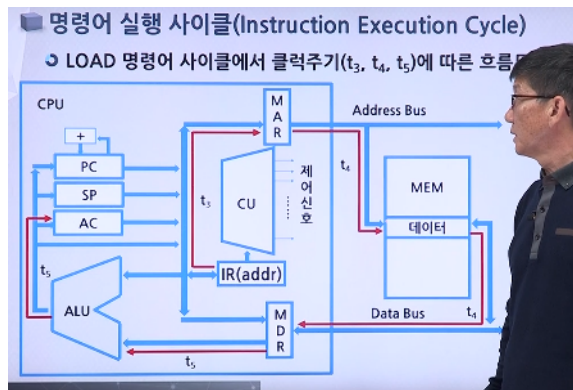 명령어 실행 사이클(Instruction Execution Cycle)
LOAD 명령어 사이클에서 클럭주기(t3, t4, t5)에 따른 흐름도
CPU
MAR
Address Bus
+
PC
SP
AC
t3
CU
제어신호
t4
MEM
데이터
t5
ALU
IR(addr)
MDR
Data Bus
t4
t5